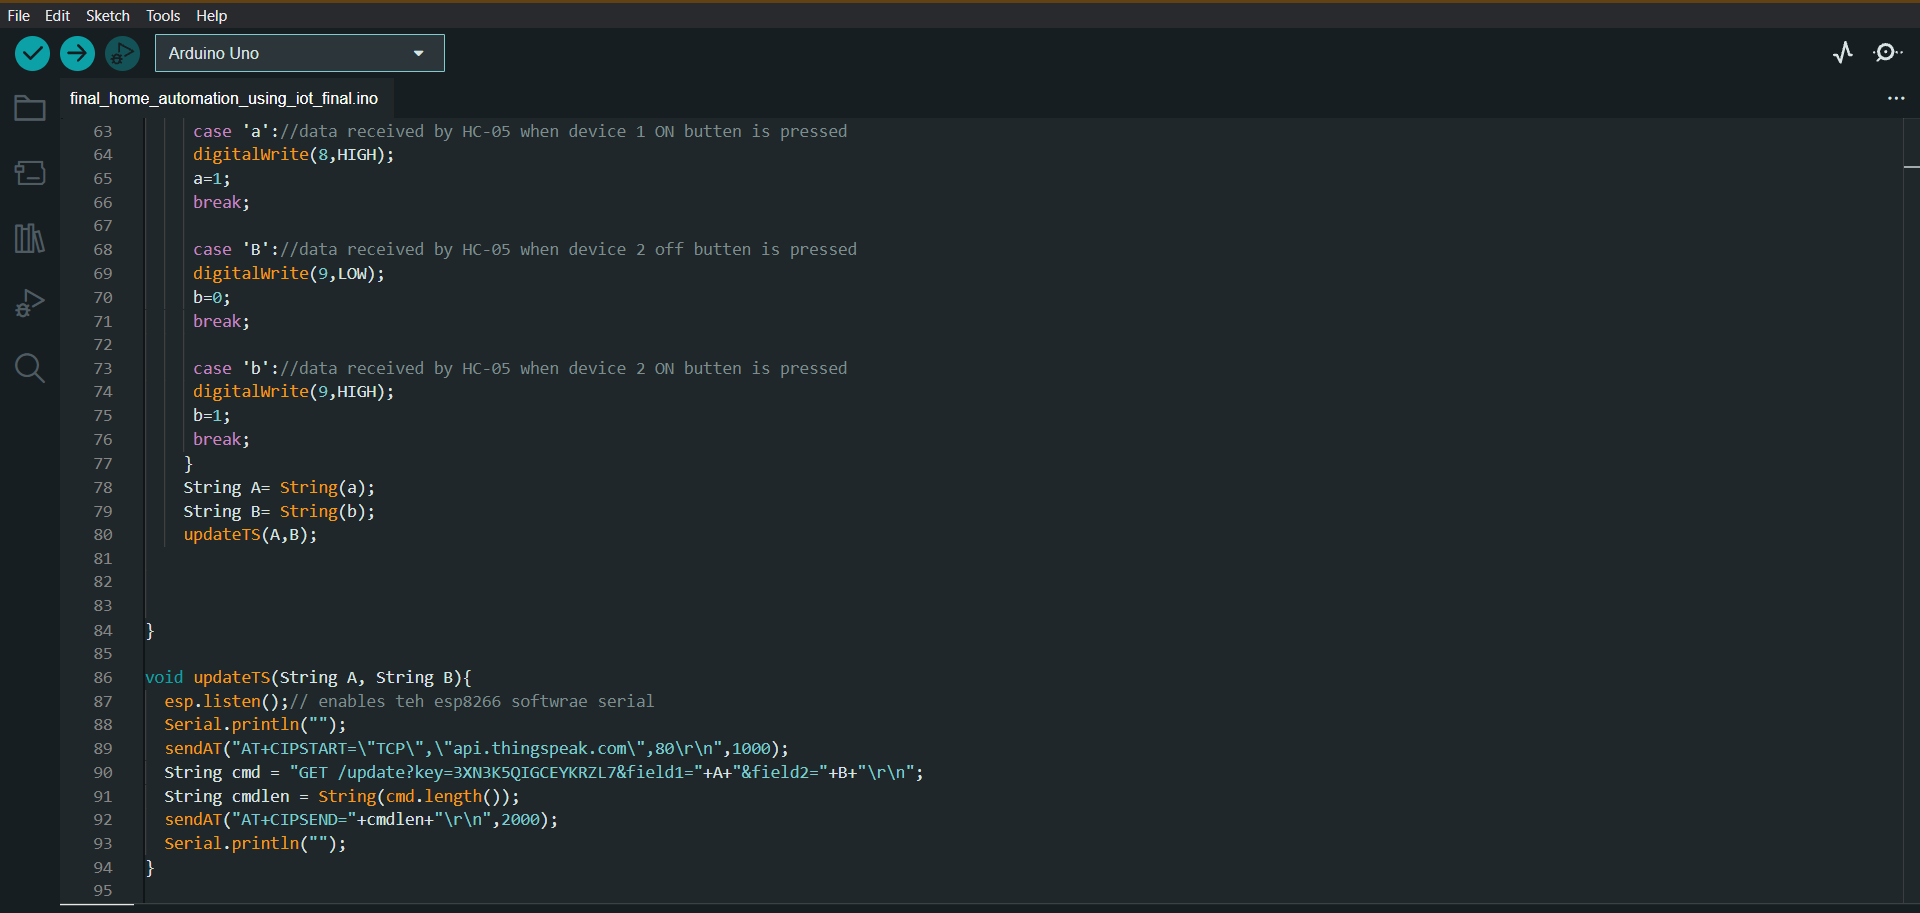 File Edit Sketch Tools Help
Arduino Uno
final_home_automation_using_iot_final.ino
63 case 'a'://data received by HC-05 when device 1 ON butten is pressed
64 digitalWrite(8,HIGH);
65 a=1;
66 break;
67
68 case 'B'://data received by HC-05 when device 2 off butten is pressed
69 digitalWrite(9,LOW);
70 b=0;
71 break;
72
73 case 'b'://data received by HC-05 when device 2 ON butten is pressed
74 digitalWrite(9,HIGH);
75 b=1;
76 break;
77 }
78 String A= String(a);
79 String B= String(b);
80 updateTS(A,B);
81
82
83
84 }
85
86 void updateTS(String A, String B){
87 esp.listen();// enables teh esp8266 softwrae serial
88 Serial.println("");
89 sendAT("AT+CIPSTART=\"TCP\",\"api.thingspeak.com\",80\r\n",1000);
90 String cmd = "GET /update?key=3XN3K5QIGCEYKRZL7&field1="+A+"&field2="+B+"\r\n";
91 String cmdlen = String(cmd.length());
92 sendAT("AT+CIPSEND="+cmdlen+"\r\n",2000);
93 Serial.println("");
94 }
95